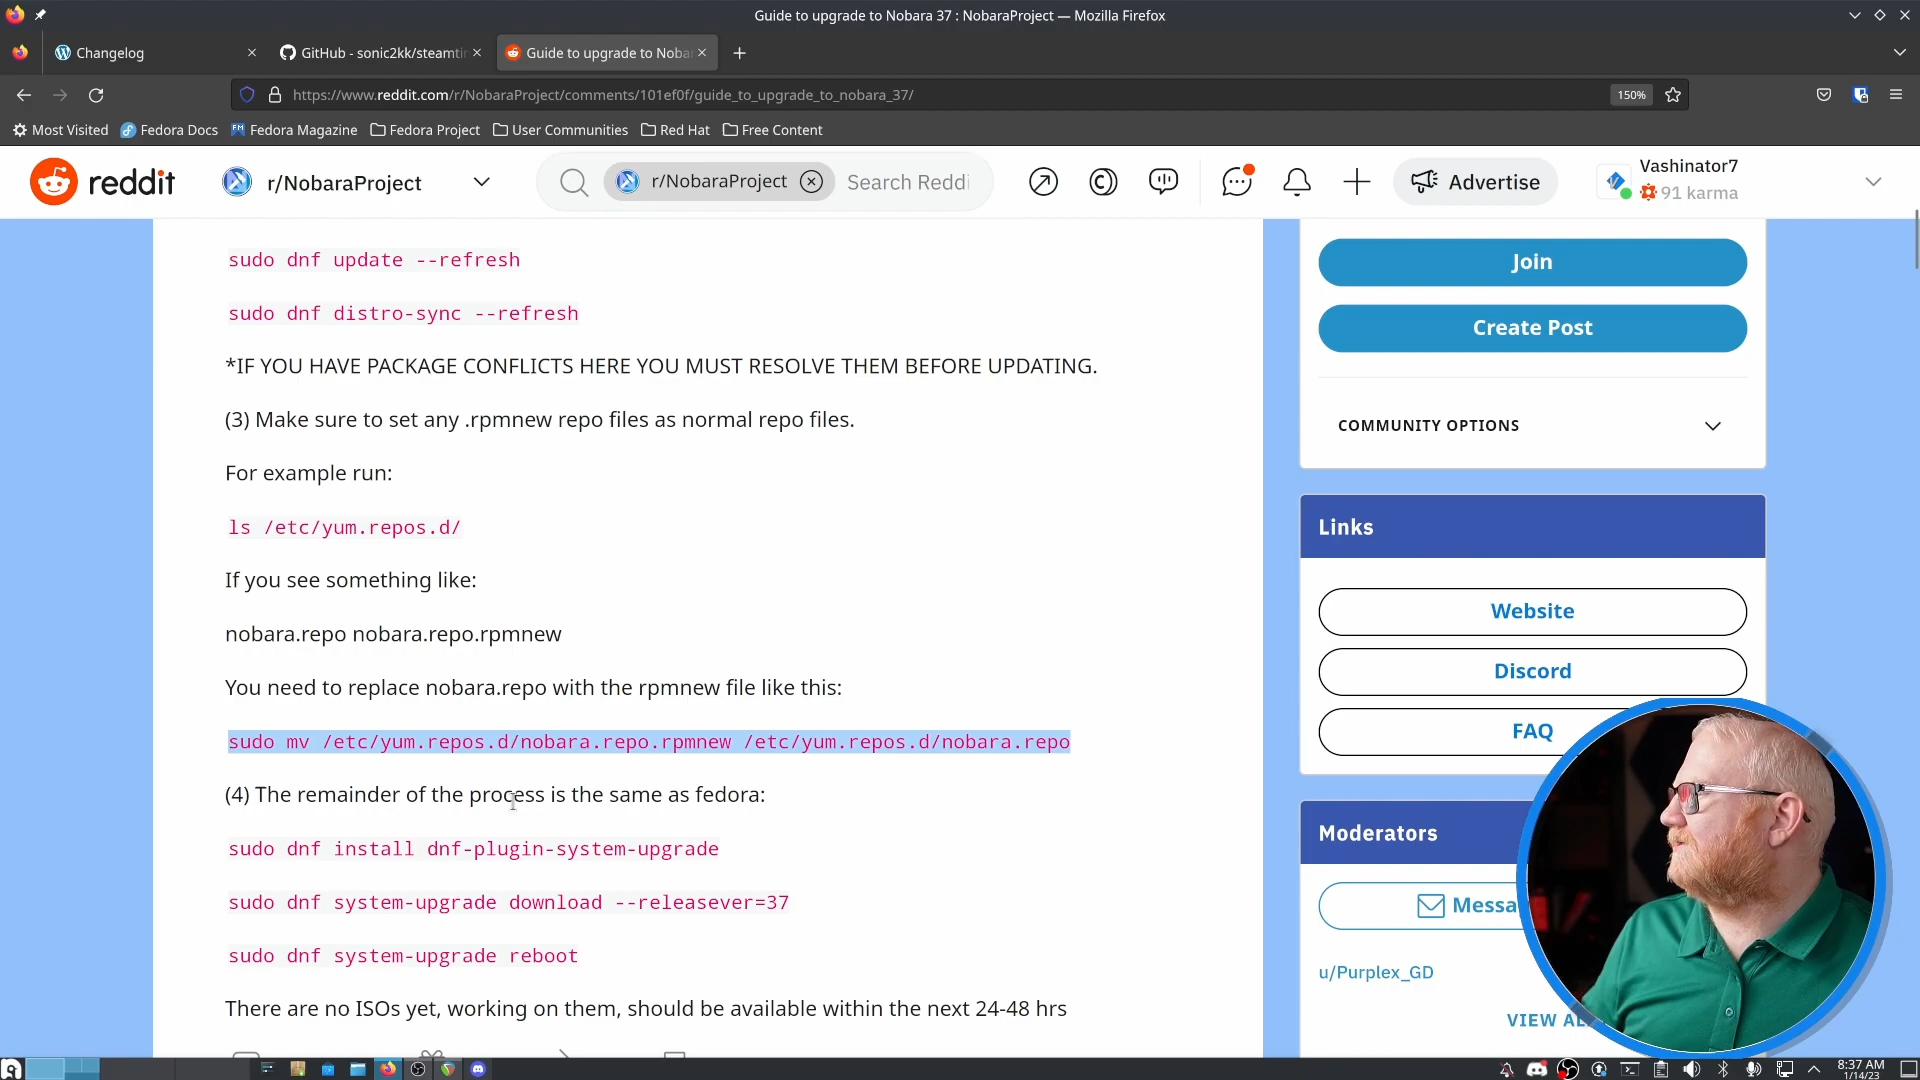 Guide to upgrade to Nobara 37 : NobaraProject — Mozilla Firefox
Changelog
GitHub - sonic2kk/steamti
Guide to upgrade to Noba
https://www.reddit.com/r/NobaraProject/comments/101ef0f/guide_to_upgrade_to_nobara_37/
150%
Most Visited
Fedora Docs
Fedora Magazine
Fedora Project
User Communities
Red Hat
Free Content
reddit
r/NobaraProject
r/NobaraProject
Search Reddi
Advertise
Vashinator7
91 karma
sudo dnf update --refresh
sudo dnf distro-sync --refresh
*IF YOU HAVE PACKAGE CONFLICTS HERE YOU MUST RESOLVE THEM BEFORE UPDATING.
(3) Make sure to set any .rpmnew repo files as normal repo files.
For example run:
ls /etc/yum.repos.d/
If you see something like:
nobara.repo nobara.repo.rpmnew
You need to replace nobara.repo with the rpmnew file like this:
sudo mv /etc/yum.repos.d/nobara.repo.rpmnew /etc/yum.repos.d/nobara.repo
(4) The remainder of the process is the same as fedora:
sudo dnf install dnf-plugin-system-upgrade
sudo dnf system-upgrade download --releasever=37
sudo dnf system-upgrade reboot
There are no ISOs yet, working on them, should be available within the next 24-48 hrs
Join
Create Post
COMMUNITY OPTIONS
Links
Website
Discord
FAQ
Moderators
Messa
u/Purplex_GD
VIEW AL
8:37 AM
1/14/23